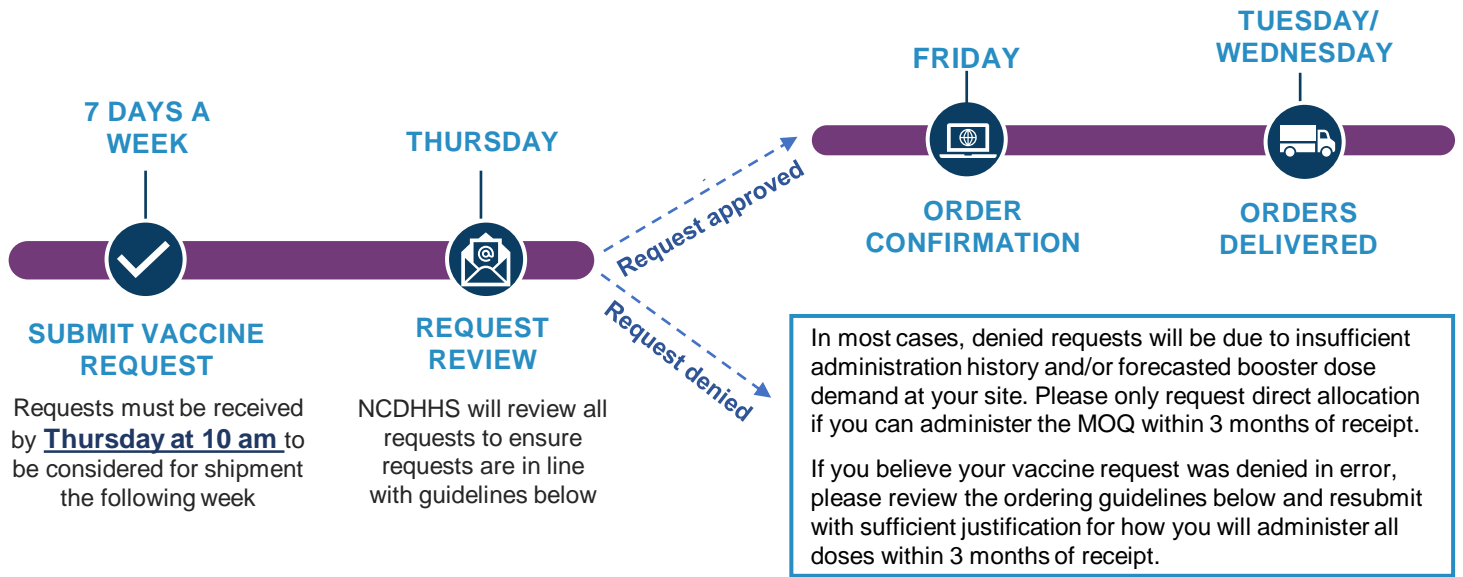 7 DAYS A
WEEK
SUBMIT VACCINE
REQUEST
Requests must be received
by Thursday at 10 am to
be considered for shipment
the following week
THURSDAY
@
REQUEST
REVIEW
NCDHHS will review all
requests to ensure
requests are in line
with guidelines below
Request approved
FRIDAY
ORDER
CONFIRMATION
TUESDAY/
WEDNESDAY
ORDERS
DELIVERED
Request denied
In most cases, denied requests will be due to insufficient
administration history and/or forecasted booster dose
demand at your site. Please only request direct allocation
if you can administer the MOQ within 3 months of receipt.
If you believe your vaccine request was denied in error,
please review the ordering guidelines below and resubmit
with sufficient justification for how you will administer all
doses within 3 months of receipt.